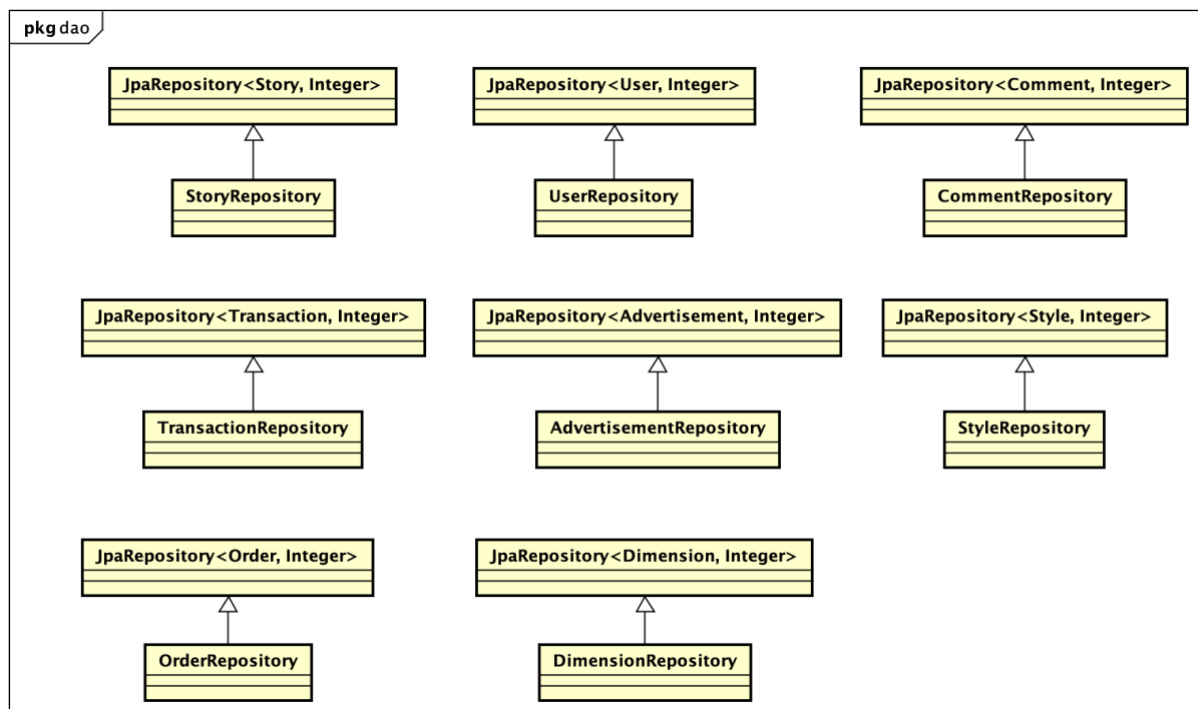 pkg dao
JpaRepository<Story, Integer>
JpaRepository<User, Integer>
JpaRepository<Comment, Integer>
StoryRepository
UserRepository
CommentRepository
JpaRepository<Transaction, Integer>
JpaRepository<Advertisement, Integer>
JpaRepository<Style, Integer>
TransactionRepository
AdvertisementRepository
StyleRepository
JpaRepository<Order, Integer>
JpaRepository<Dimension, Integer>
OrderRepository
DimensionRepository